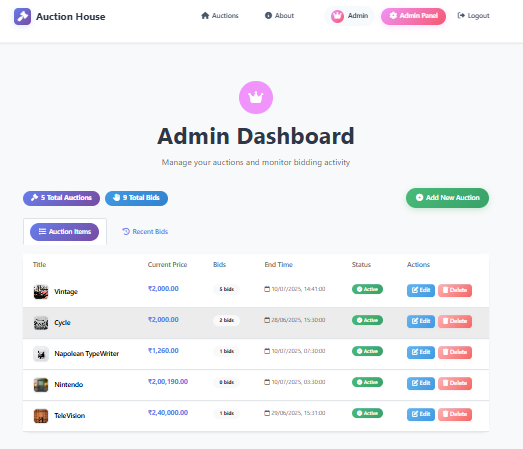 Auction House
Auctions
About
Admin
Admin Panel
Logout
Admin Dashboard
Manage your auctions and monitor bidding activity
5 Total Auctions
9 Total Bids
Add New Auction
Auction Items
Recent Bids
Title Current Price Bids End Time Status Actions
Vintage ₹2,000.00 5 bids 10/07/2025, 14:41:00 Active Edit Delete
Cycle ₹2,000.00 2 bids 28/06/2025, 15:30:00 Active Edit Delete
Napolean TypeWriter ₹1,260.00 1 bids 10/07/2025, 07:30:00 Active Edit Delete
Nintendo ₹2,00,190.00 0 bids 10/07/2025, 03:30:00 Active Edit Delete
TeleVision ₹2,40,000.00 1 bids 29/06/2025, 15:31:00 Active Edit Delete